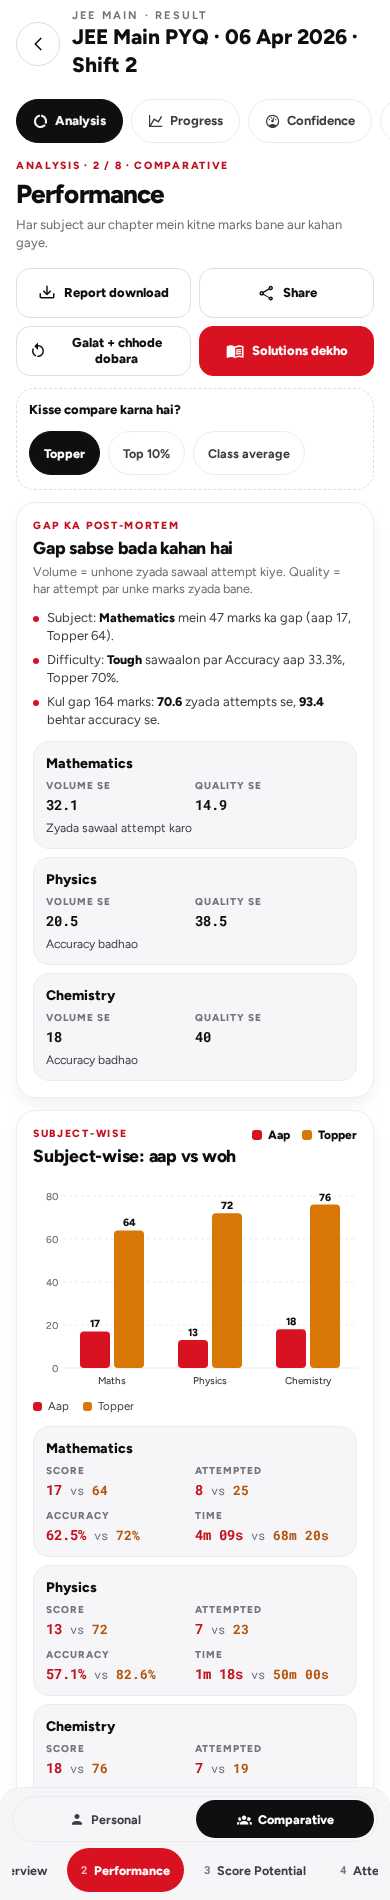 JEE MAIN · RESULT
JEE Main PYQ · 06 Apr 2026 ·
Shift 2
Analysis
Progress
Confidence
ANALYSIS · 2 / 8 · COMPARATIVE
Performance
Har subject aur chapter mein kitne marks bane aur kahan
gaye.
Report download
Share
Galat + chhode
dobara
Solutions dekho
Kisse compare karna hai?
Topper
Top 10%
Class average
GAP KA POST-MORTEM
Gap sabse bada kahan hai
Volume = unhone zyada sawaal attempt kiye. Quality =
har attempt par unke marks zyada bane.
Subject: Mathematics mein 47 marks ka gap (aap 17,
Topper 64).
Difficulty: Tough sawaalon par Accuracy aap 33.3%,
Topper 70%.
Kul gap 164 marks: 70.6 zyada attempts se, 93.4
behtar accuracy se.
Mathematics
VOLUME SE QUALITY SE
32.1 14.9
Zyada sawaal attempt karo
Physics
VOLUME SE QUALITY SE
20.5 38.5
Accuracy badhao
Chemistry
VOLUME SE QUALITY SE
18 40
Accuracy badhao
SUBJECT-WISE
Aap Topper
Subject-wise: aap vs woh
80
60
40
20
0
17 64
13 72
18 76
Maths Physics Chemistry
Aap Topper
Mathematics
SCORE ATTEMPTED
17 vs 64 8 vs 25
ACCURACY TIME
62.5% vs 72% 4m 09s vs 68m 20s
Physics
SCORE ATTEMPTED
13 vs 72 7 vs 23
ACCURACY TIME
57.1% vs 82.6% 1m 18s vs 50m 00s
Chemistry
SCORE ATTEMPTED
18 vs 76 7 vs 19
Personal
Comparative
erview
2 Performance
3 Score Potential
4 Atte